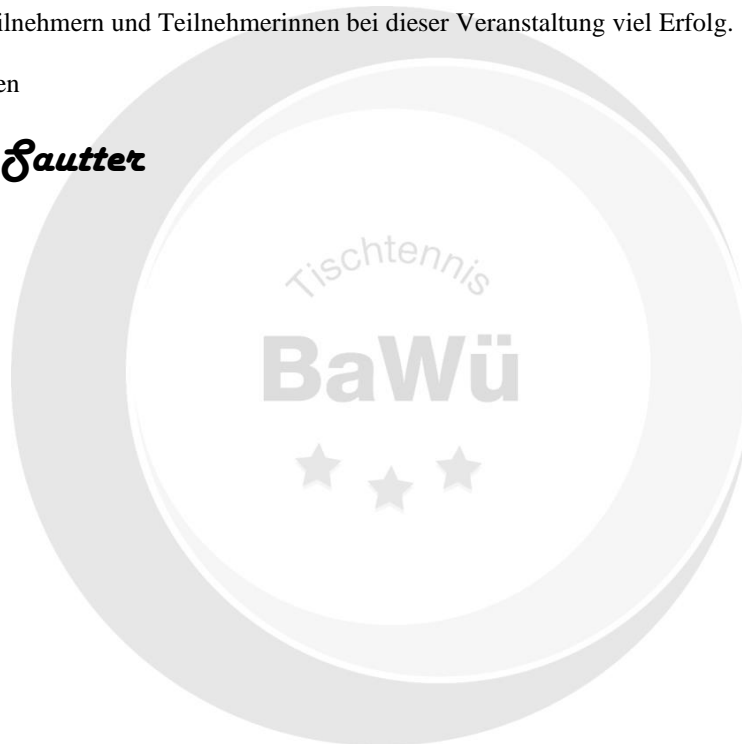 ilnehmern und Teilnehmerinnen bei dieser Veranstaltung viel Erfolg.
en
Sautter
Tischtennis
BaWü